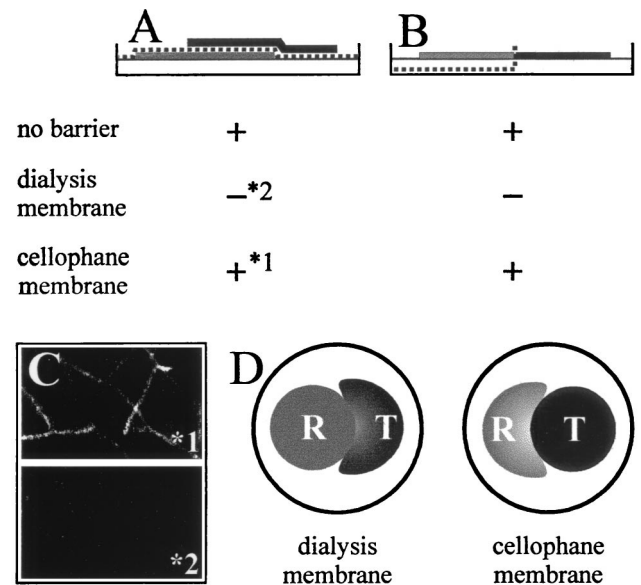 A B
no barrier + +
dialysis
membrane −*2 −
cellophane
membrane +*1 +
C *1
*2
D R T R T
dialysis
membrane
cellophane
membrane